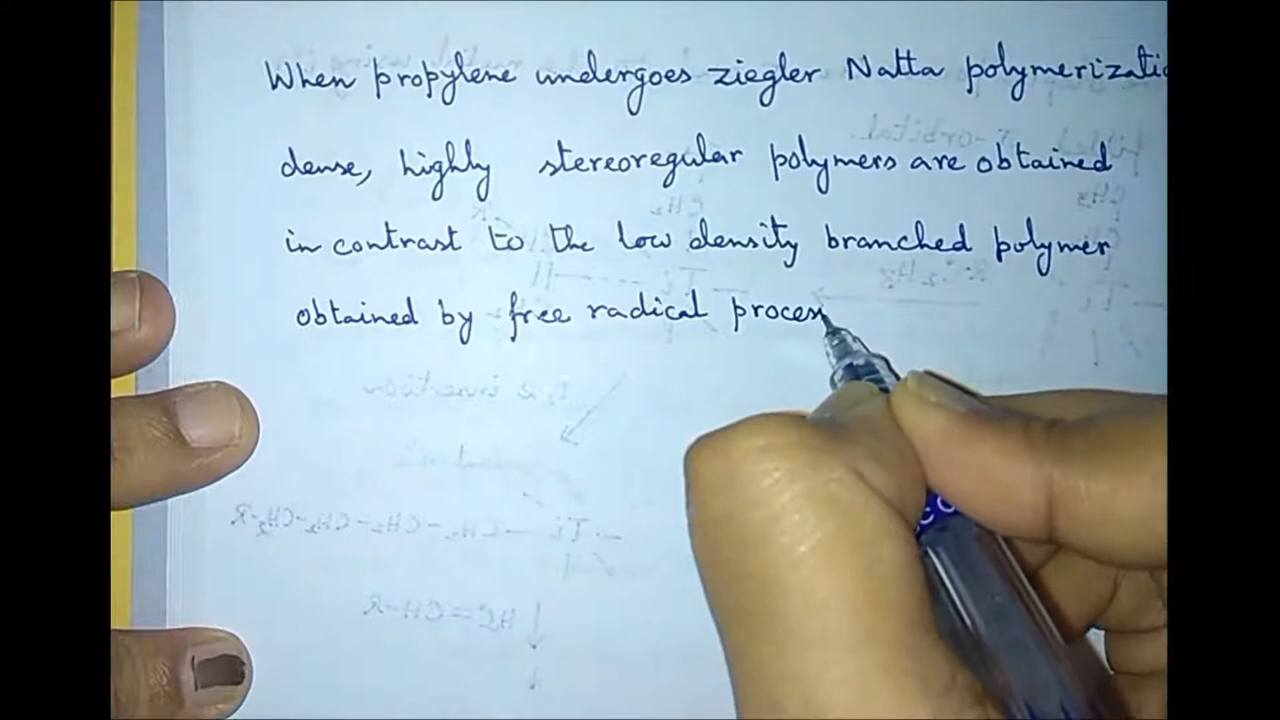 When propylene undergoes ziegler Natta polymerizatio
dense, highly stereoregular polymers are obtained
in contrast to the low density branched polymer
obtained by free radical process